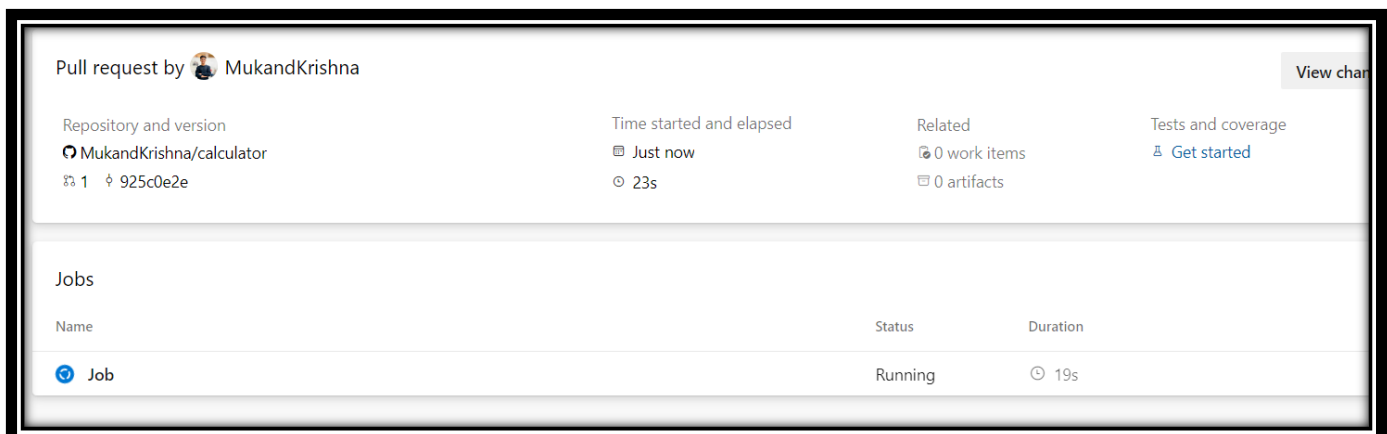 Pull request by MukandKrishna
View chan
Repository and version
Time started and elapsed
Related
Tests and coverage
MukandKrishna/calculator
Just now
0 work items
Get started
1 925c0e2e
23s
0 artifacts
Jobs
Name Status Duration
Job Running 19s